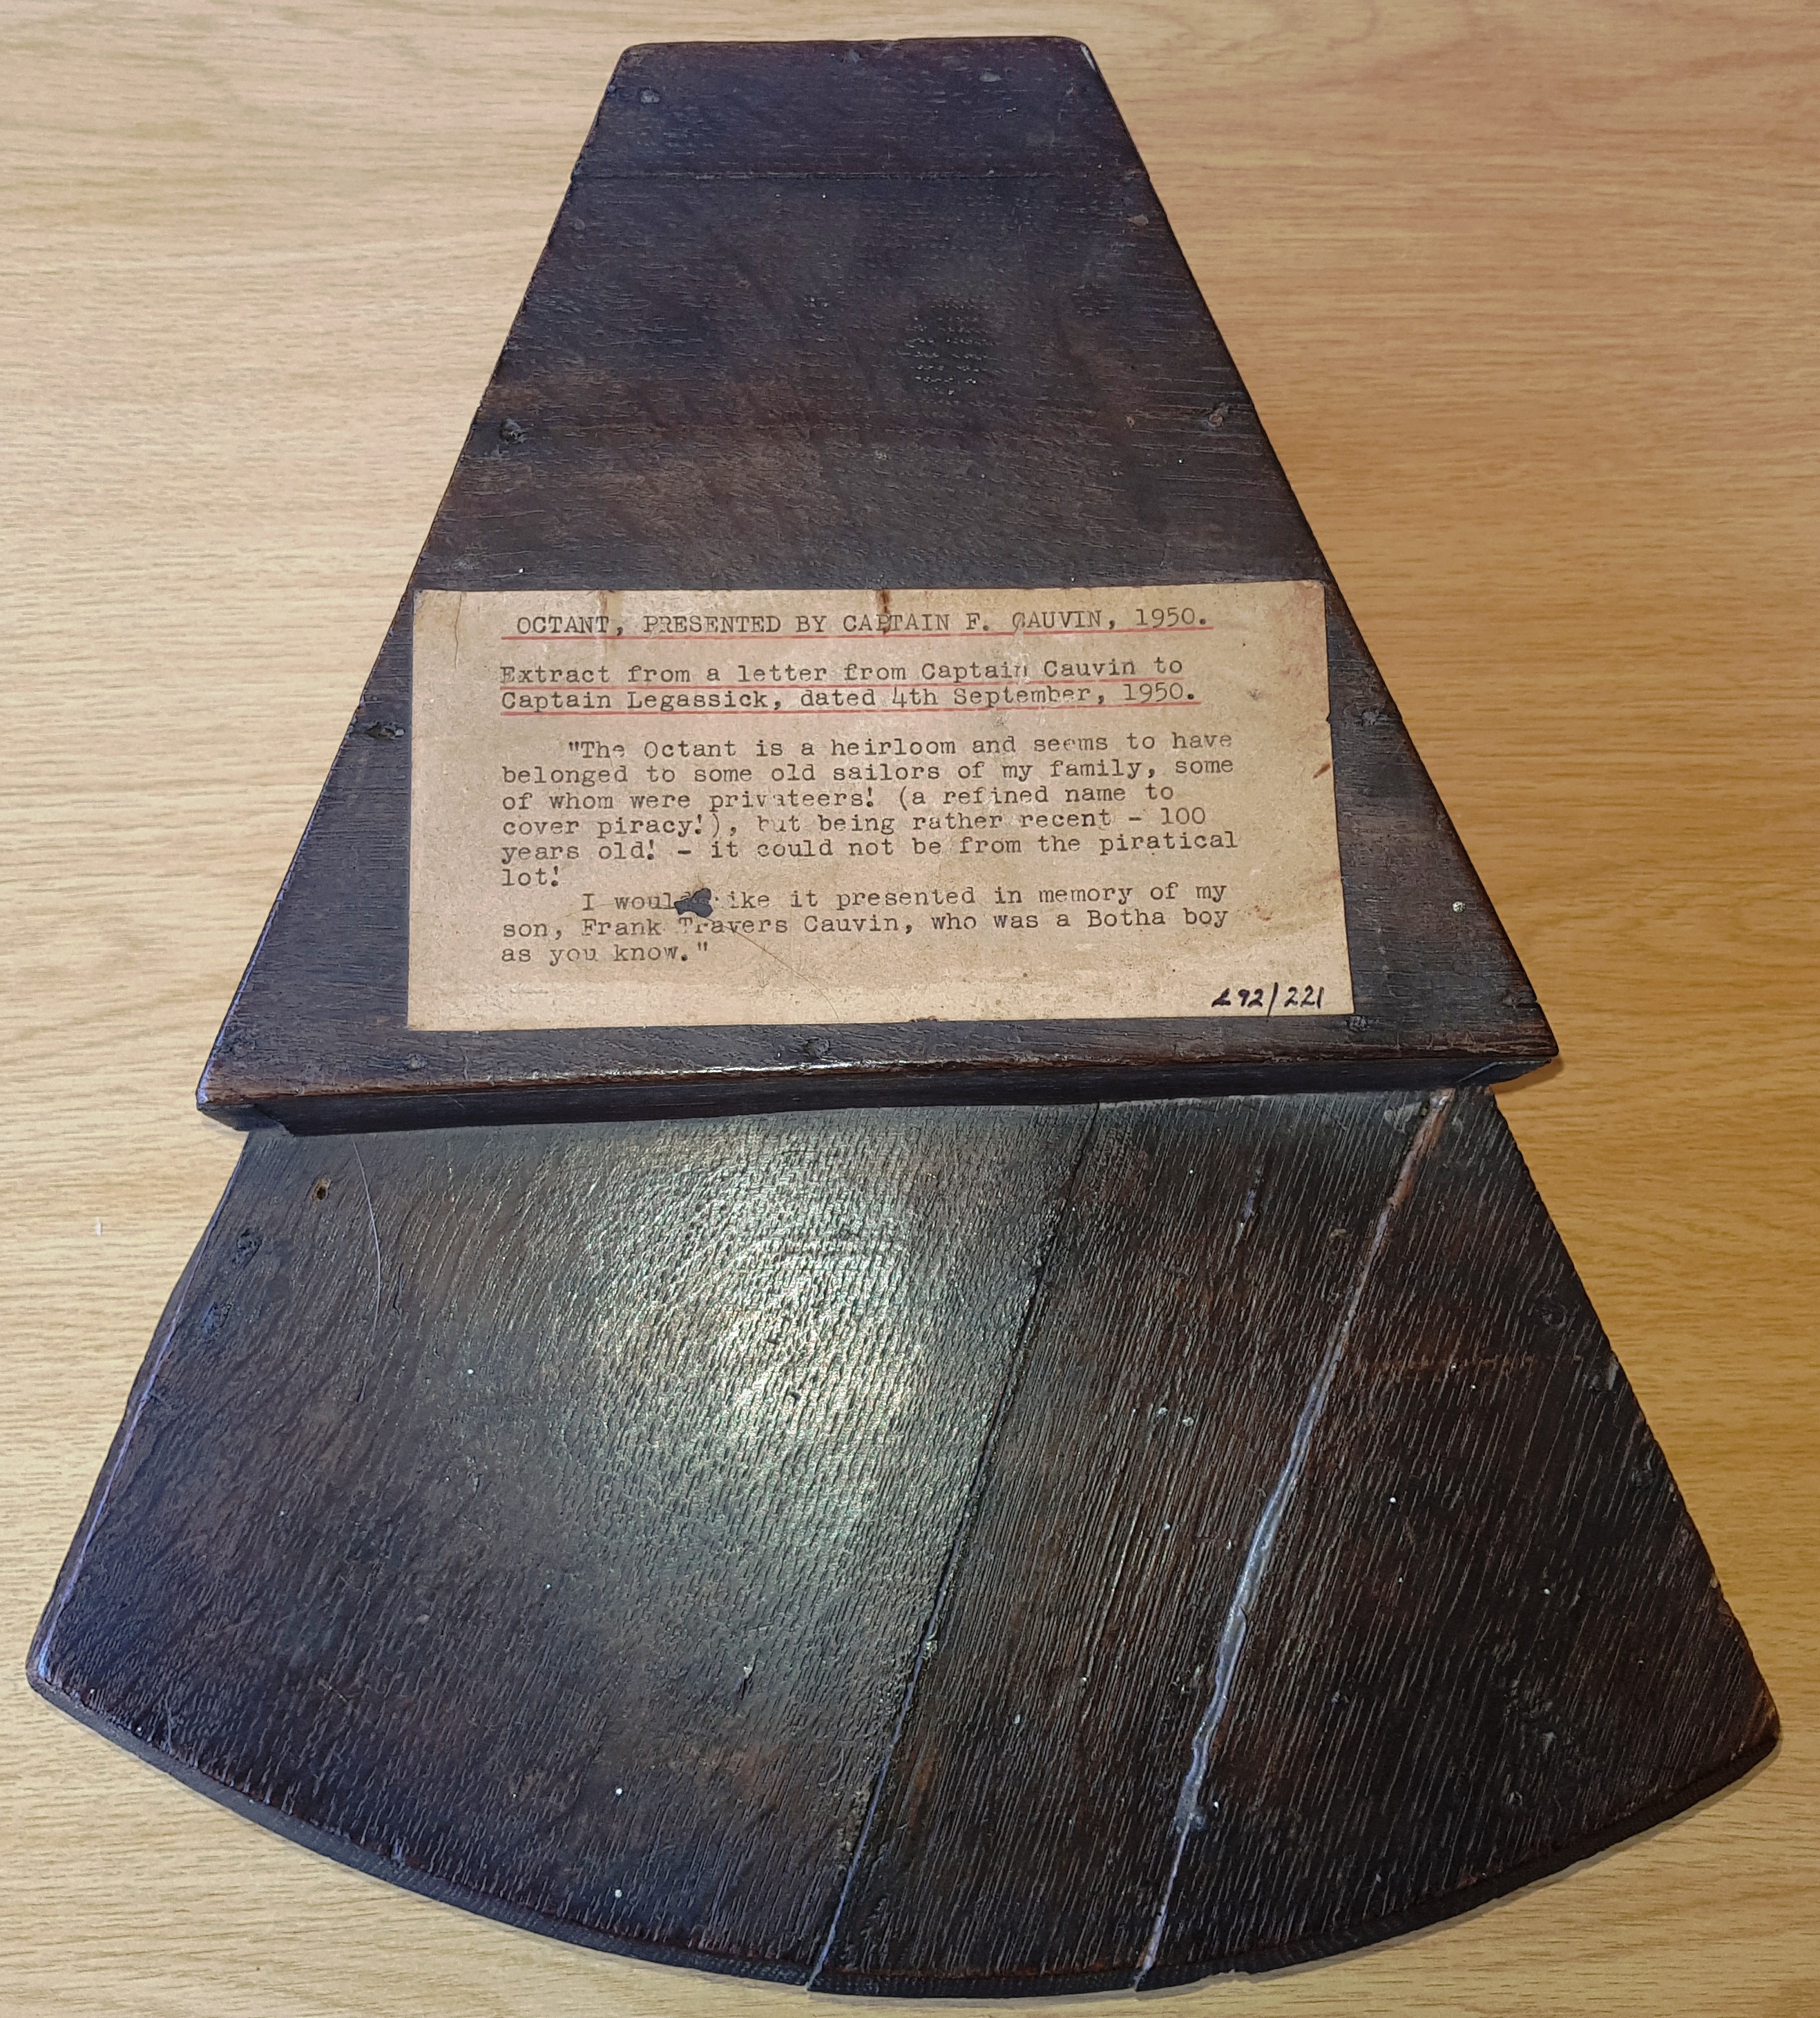 OCTANT, PRESENTED BY CAPTAIN F. CAUVIN, 1950.
Extract from a letter from Captain Cauvin to
Captain Legassick, dated 4th September, 1950.
"The Octant is a heirloom and seems to have
belonged to some old sailors of my family, some
of whom were privateers! (a refined name to
cover piracy!), but being rather recent - 100
years old! - it could not be from the piratical
lot!
I would like it presented in memory of my
son, Frank Travers Cauvin, who was a Botha boy
as you know."
L92/221